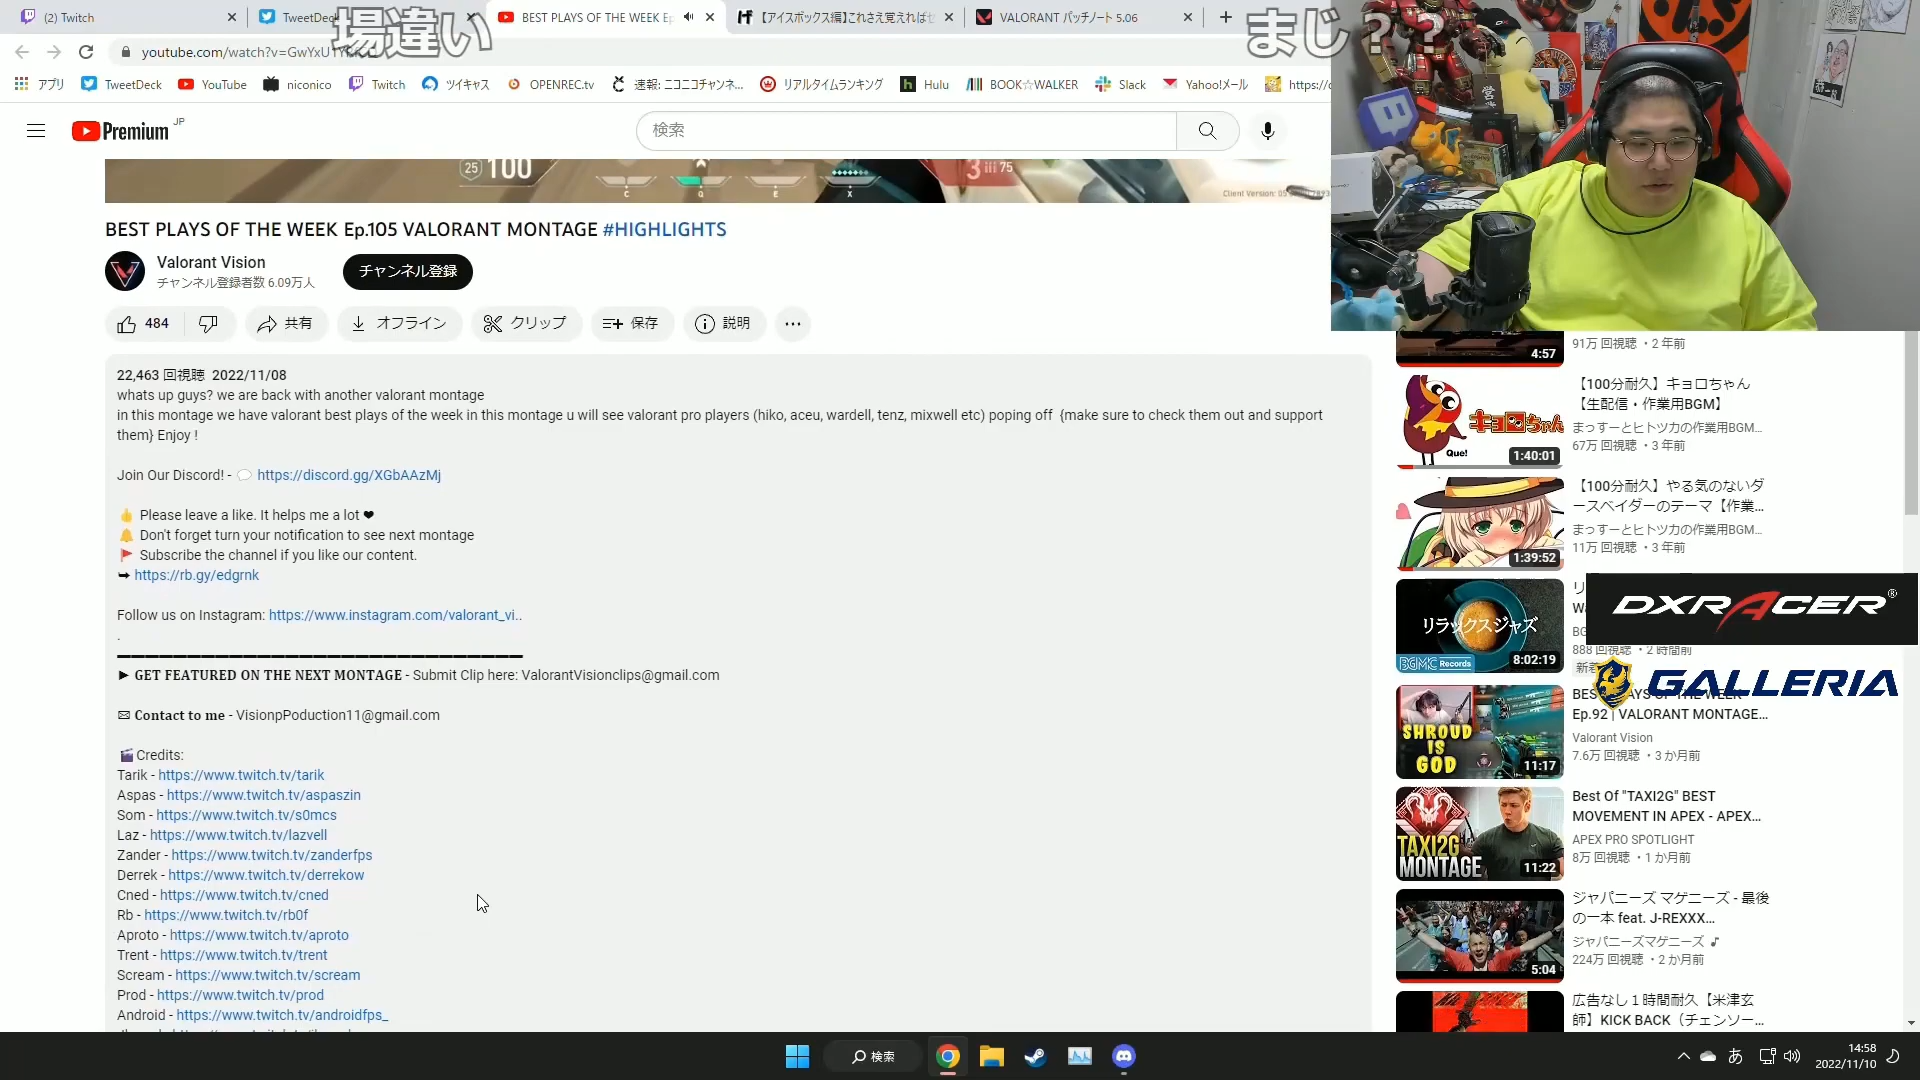 (2) Twitch
TweetDeck
BEST PLAYS OF THE WEEK Ep
【アイスボックス編】これさえ覚えればセ
VALORANT パッチノート 5.06
場違い
まじ？？
youtube.com/watch?v=GwYxU1Y
アプリ
TweetDeck
YouTube
niconico
Twitch
ツイキャス
OPENREC.tv
速報: ニコニコチャンネ...
リアルタイムランキング
Hulu
BOOK☆WALKER
Slack
Yahoo!メール
Premium JP
検索
25 100
C Q E X
3 75
BEST PLAYS OF THE WEEK Ep.105 VALORANT MONTAGE #HIGHLIGHTS
Valorant Vision
チャンネル登録者数 6.09万人
チャンネル登録
484
共有
オフライン
クリップ
保存
説明
22,463 回視聴 2022/11/08
whats up guys? we are back with another valorant montage
in this montage we have valorant best plays of the week in this montage u will see valorant pro players (hiko, aceu, wardell, tenz, mixwell etc) poping off {make sure to check them out and support
them} Enjoy !
Join Our Discord! - 💬 https://discord.gg/XGbAAzMj
👍 Please leave a like. It helps me a lot ❤
🔔 Don't forget turn your notification to see next montage
🚩 Subscribe the channel if you like our content.
➥ https://rb.gy/edgrnk
Follow us on Instagram: https://www.instagram.com/valorant_vi..
.
► GET FEATURED ON THE NEXT MONTAGE - Submit Clip here: ValorantVisionclips@gmail.com
✉ Contact to me - VisionpPoduction11@gmail.com
🎬 Credits:
Tarik - https://www.twitch.tv/tarik
Aspas - https://www.twitch.tv/aspaszin
Som - https://www.twitch.tv/s0mcs
Laz - https://www.twitch.tv/lazvell
Zander - https://www.twitch.tv/zanderfps
Derrek - https://www.twitch.tv/derrekow
Cned - https://www.twitch.tv/cned
Rb - https://www.twitch.tv/rb0f
Aproto - https://www.twitch.tv/aproto
Trent - https://www.twitch.tv/trent
Scream - https://www.twitch.tv/scream
Prod - https://www.twitch.tv/prod
Android - https://www.twitch.tv/androidfps_
4:57
91万 回視聴 ・2 年前
キョロちゃん
Que!
1:40:01
【100分耐久】キョロちゃん
【生配信・作業用BGM】
まっすーとヒトツカの作業用BGM...
67万 回視聴 ・3 年前
1:39:52
【100分耐久】やる気のないダ
ースベイダーのテーマ【作業...
まっすーとヒトツカの作業用BGM...
11万 回視聴 ・3 年前
リラックスジャズ
BGMC Records
8:02:19
DXRACER®
888 回視聴 ・2 時間前
GALLERIA
SHROUD
IS
GOD
11:17
BEST PLAYS OF THE WEEK
Ep.92 | VALORANT MONTAGE...
Valorant Vision
7.6万 回視聴 ・3 か月前
TAXI2G
MONTAGE
11:22
Best Of "TAXI2G" BEST
MOVEMENT IN APEX - APEX...
APEX PRO SPOTLIGHT
8万 回視聴 ・1 か月前
5:04
ジャパニーズ マゲニーズ - 最後
の一本 feat. J-REXXX...
ジャパニーズマゲニーズ ♪
224万 回視聴 ・2 か月前
広告なし１時間耐久【米津玄
師】KICK BACK（チェンソー...
検索
あ
14:58
2022/11/10